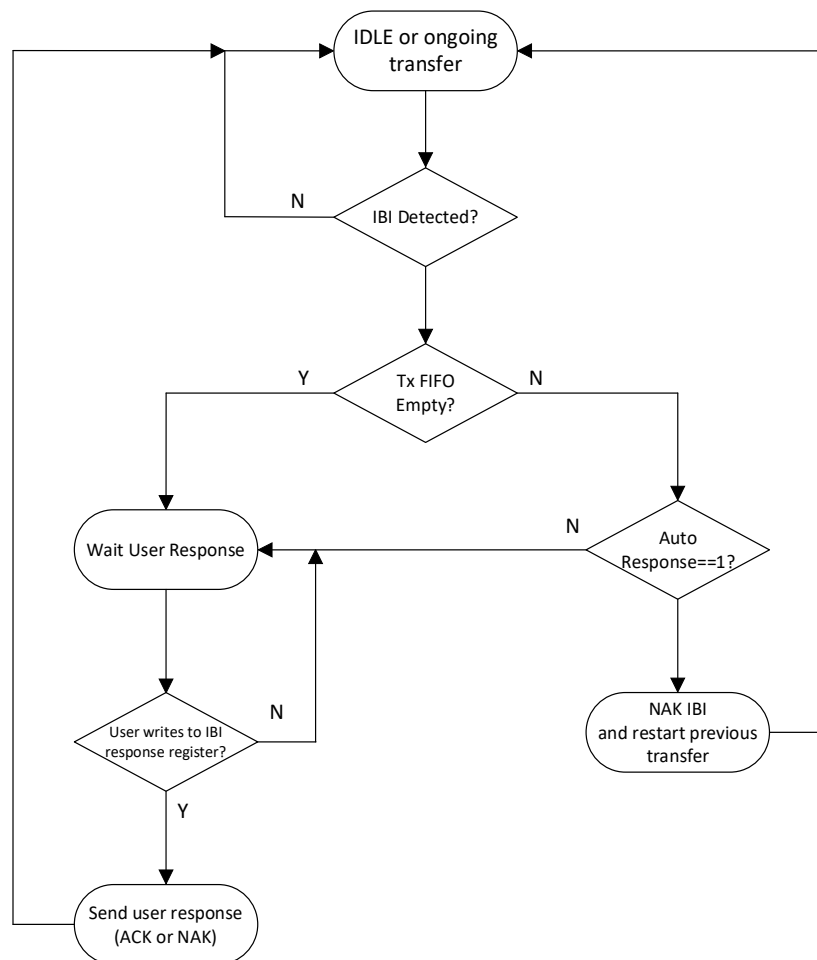 IDLE or ongoing
transfer
N
IBI Detected?
Y
Tx FIFO
Empty?
N
Wait User Response
N
Auto
Response==1?
User writes to IBI
response register?
N
NAK IBI
and restart previous
transfer
Y
Send user response
(ACK or NAK)